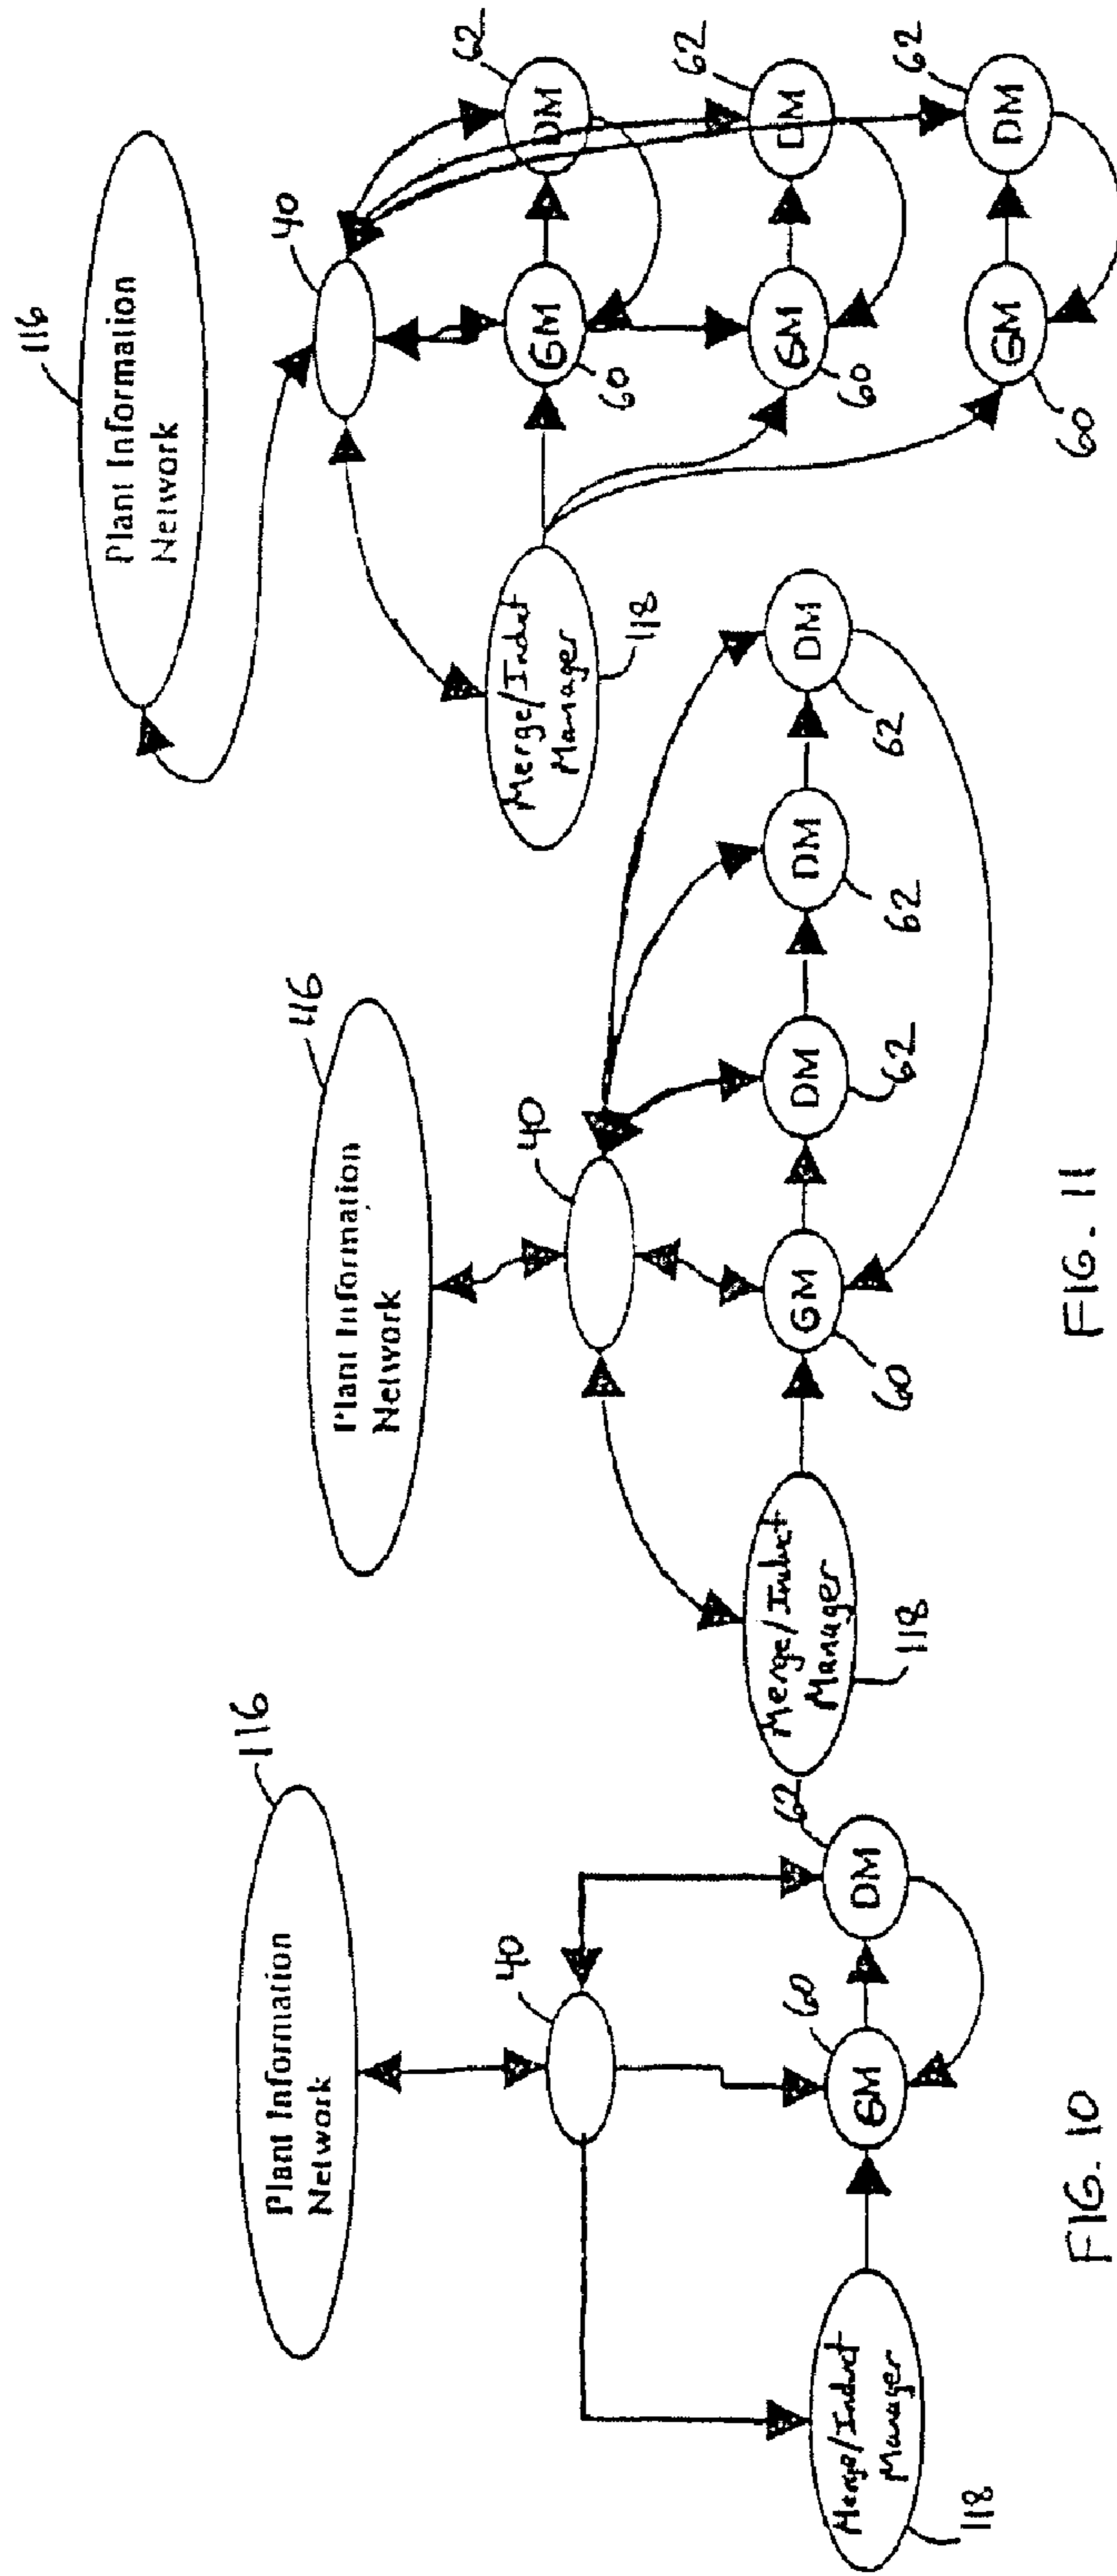 116
Plant Information
Network
40
62
DM
60
GM
Merge/Induct
Manager
118
FIG. 10
116
Plant Information
Network
40
GM
60
DM
62
DM
62
DM
62
Merge/Induct
Manager
118
FIG. 11
116
Plant Information
Network
40
62
DM
GM
60
62
DM
GM
60
62
DM
GM
60
Merge/Induct
Manager
118